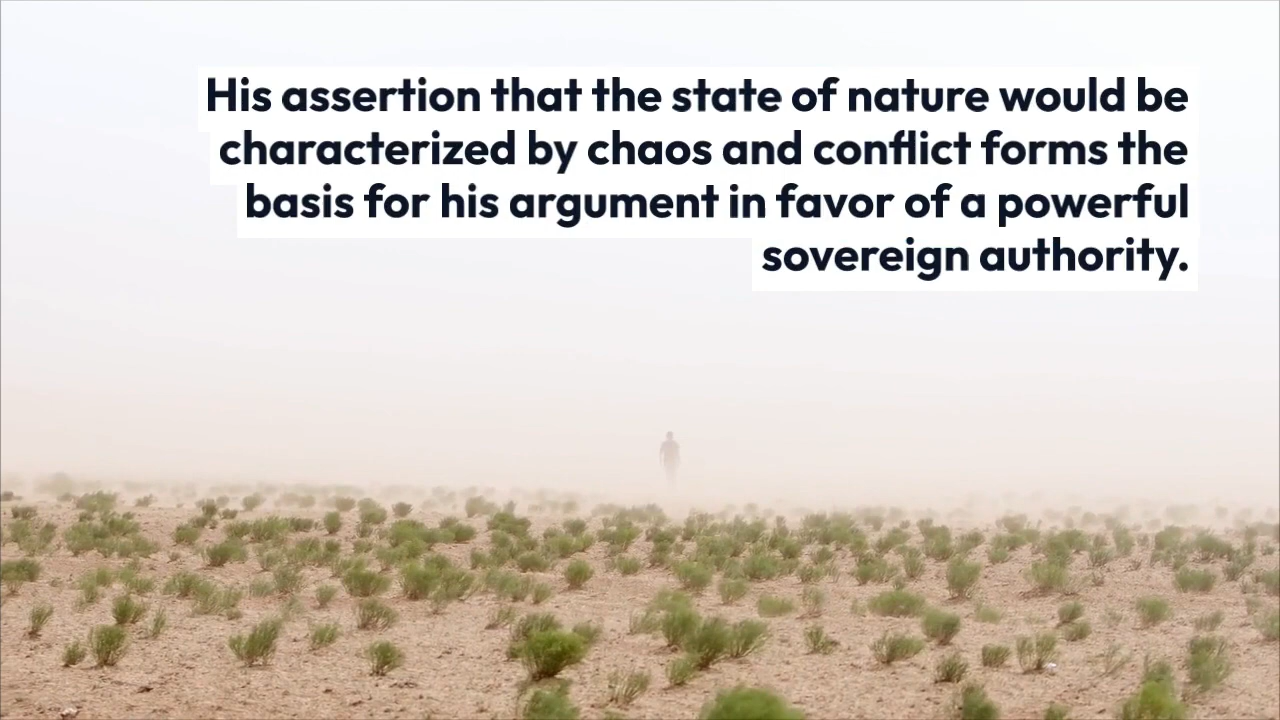 His assertion that the state of nature would be
characterized by chaos and conflict forms the
basis for his argument in favor of a powerful
sovereign authority.